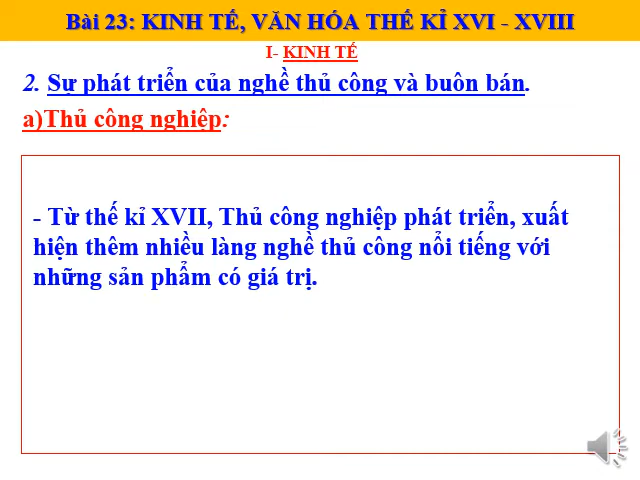 Bài 23: KINH TẾ, VĂN HÓA THẾ KỈ XVI - XVIII
I- KINH TẾ
2. Sự phát triển của nghề thủ công và buôn bán.
a)Thủ công nghiệp:
- Từ thế kỉ XVII, Thủ công nghiệp phát triển, xuất
hiện thêm nhiều làng nghề thủ công nổi tiếng với
những sản phẩm có giá trị.